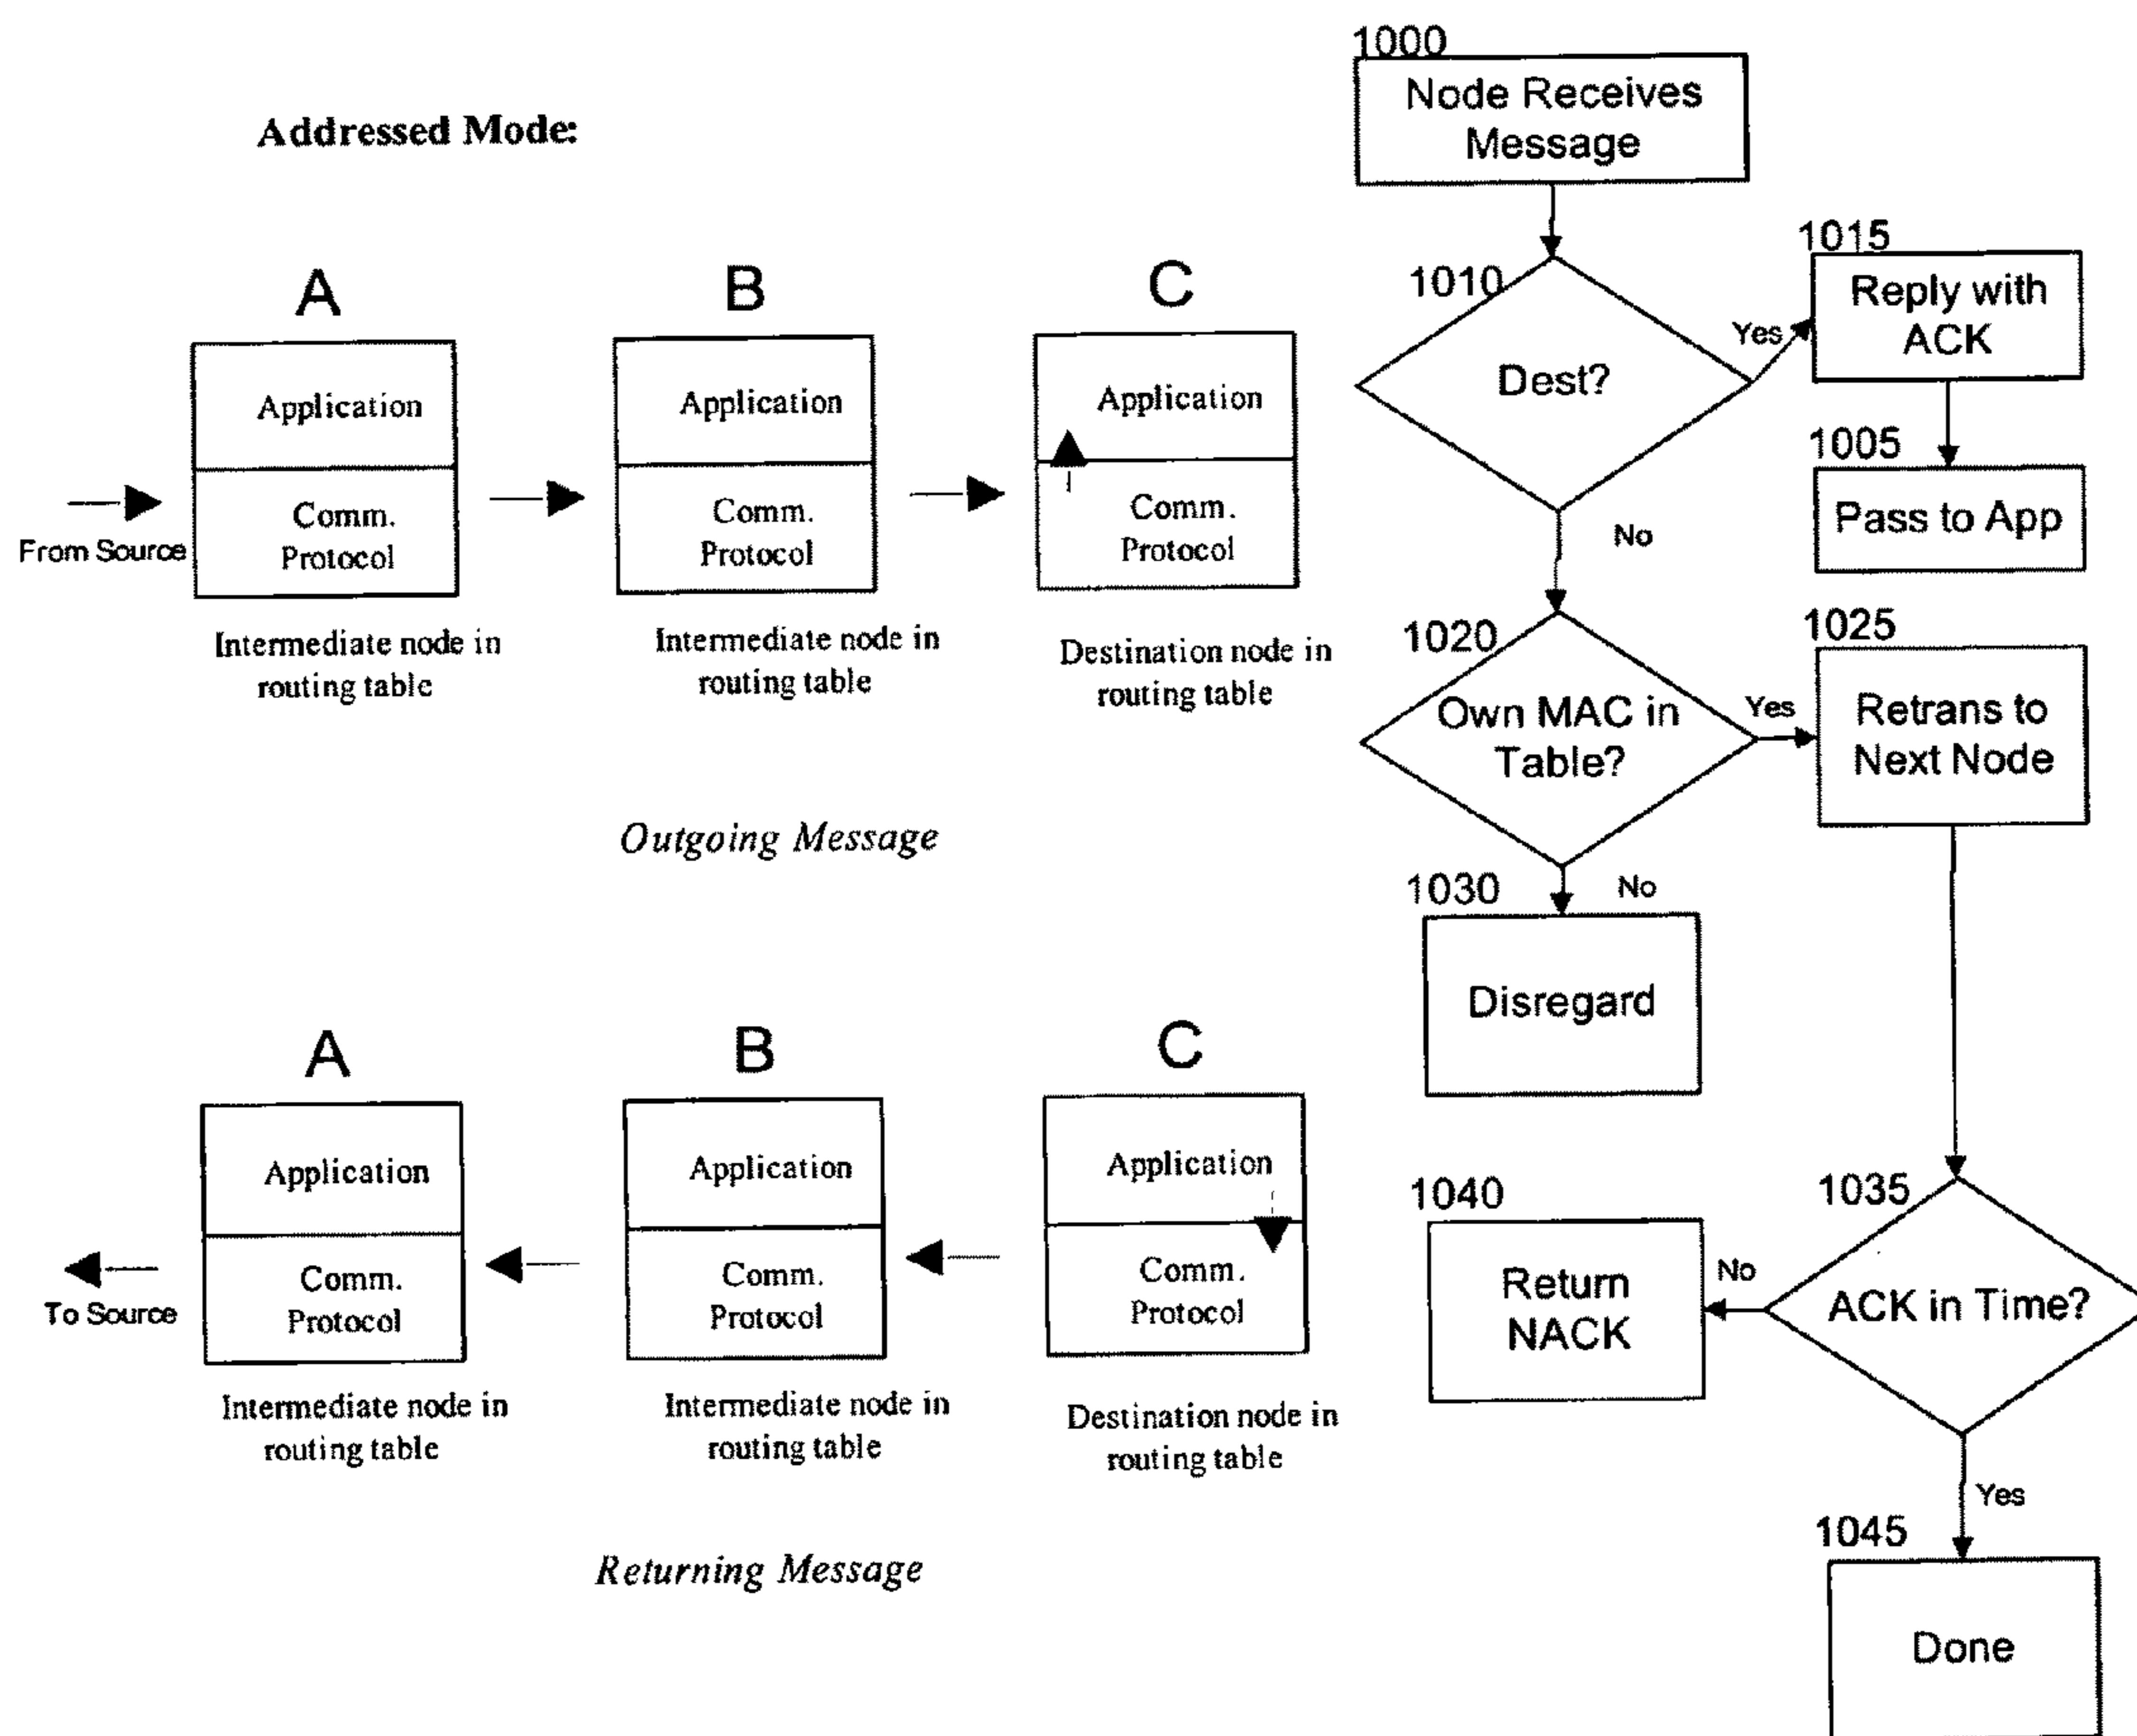 Addressed Mode:
A
B
C
Application
Application
Application
Comm.
Protocol
Comm.
Protocol
Comm.
Protocol
From Source
Intermediate node in
routing table
Intermediate node in
routing table
Destination node in
routing table
Outgoing Message
A
B
C
Application
Application
Application
Comm.
Protocol
Comm.
Protocol
Comm.
Protocol
To Source
Intermediate node in
routing table
Intermediate node in
routing table
Destination node in
routing table
Returning Message
1000
Node Receives
Message
1010
Dest?
Yes
1015
Reply with
ACK
1005
Pass to App
No
1020
Own MAC in
Table?
Yes
1025
Retrans to
Next Node
No
1030
Disregard
1035
ACK in Time?
No
1040
Return
NACK
Yes
1045
Done